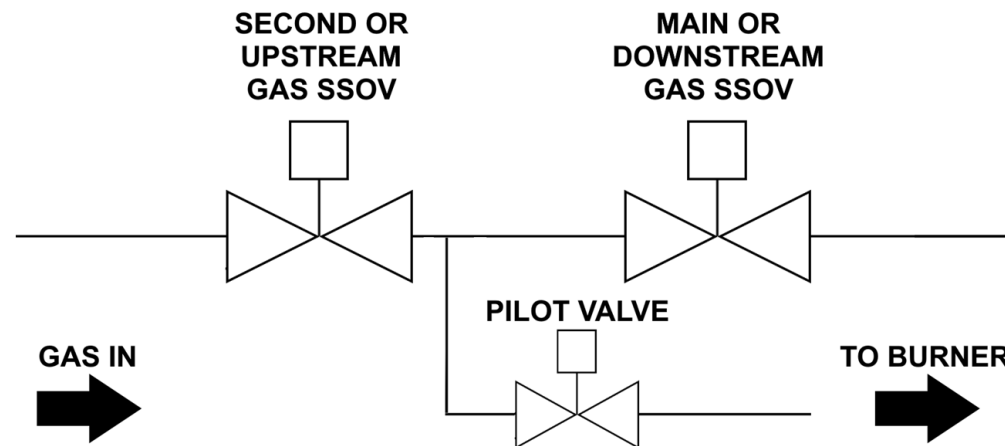 SECOND OR
UPSTREAM
GAS SSOV
MAIN OR
DOWNSTREAM
GAS SSOV
PILOT VALVE
GAS IN
TO BURNER